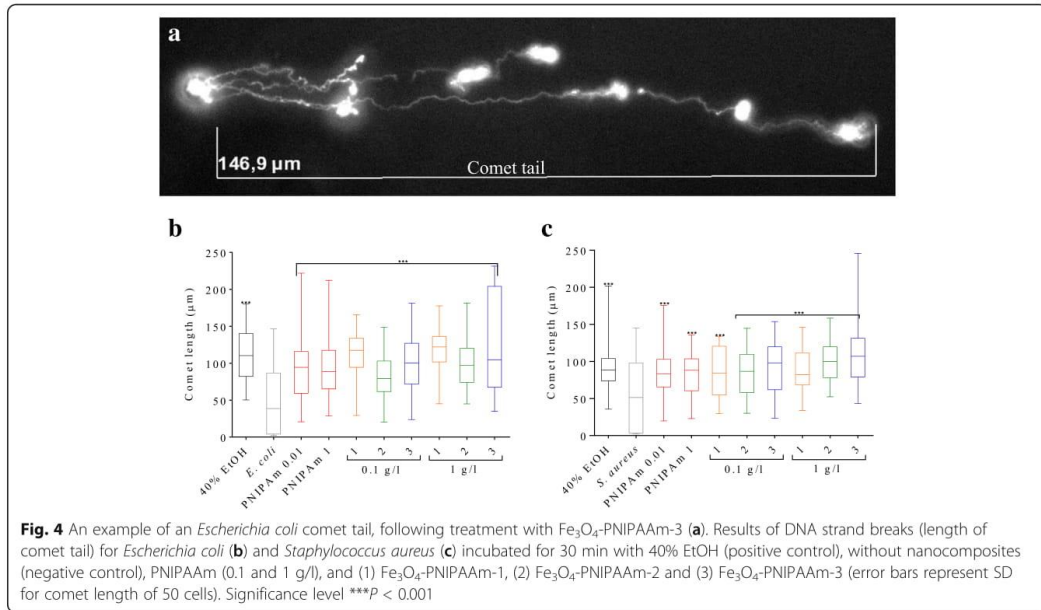 a
146,9 µm
Comet tail
b
***
***
Comet length (µm)
250
200
150
100
50
0
40% EtOH
E. coli
PNIPAm 0.01
PNIPAm 1
1
2
3
1
2
3
0.1 g/l
1 g/l
c
***
***
***
***
***
Comet length (µm)
250
200
150
100
50
0
40% EtOH
S. aureus
PNIPAm 0.01
PNIPAm 1
1
2
3
1
2
3
0.1 g/l
1 g/l
Fig. 4 An example of an Escherichia coli comet tail, following treatment with Fe₃O₄-PNIPAAm-3 (a). Results of DNA strand breaks (length of
comet tail) for Escherichia coli (b) and Staphylococcus aureus (c) incubated for 30 min with 40% EtOH (positive control), without nanocomposites
(negative control), PNIPAAm (0.1 and 1 g/l), and (1) Fe₃O₄-PNIPAAm-1, (2) Fe₃O₄-PNIPAAm-2 and (3) Fe₃O₄-PNIPAAm-3 (error bars represent SD
for comet length of 50 cells). Significance level ***P < 0.001